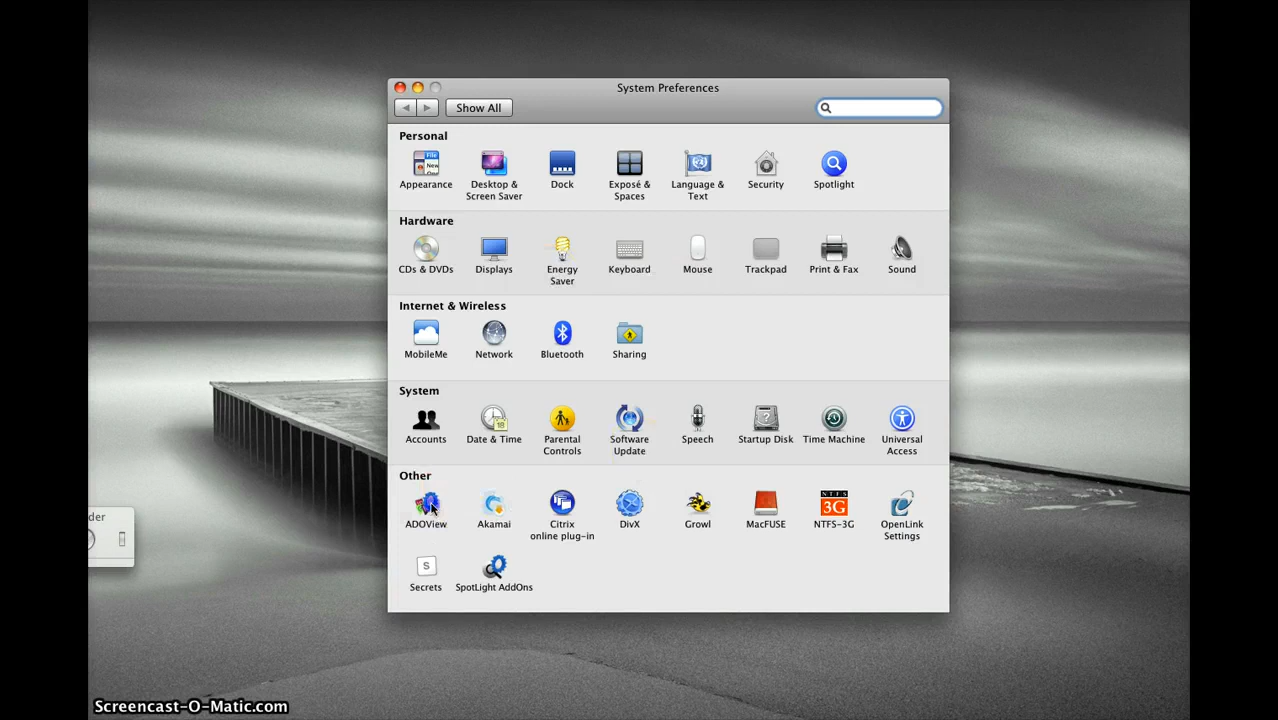 System Preferences
Show All
Personal
Appearance
Desktop &
Screen Saver
Dock
Exposé &
Spaces
Language &
Text
Security
Spotlight
Hardware
CDs & DVDs
Displays
Energy
Saver
Keyboard
Mouse
Trackpad
Print & Fax
Sound
Internet & Wireless
MobileMe
Network
Bluetooth
Sharing
System
Accounts
Date & Time
Parental
Controls
Software
Update
Speech
Startup Disk
Time Machine
Universal
Access
Other
ADOView
Akamai
Citrix
online plug-in
DivX
Growl
MacFUSE
NTFS
3G
NTFS-3G
OpenLink
Settings
S
Secrets
SpotLight AddOns
der
Screencast-O-Matic.com